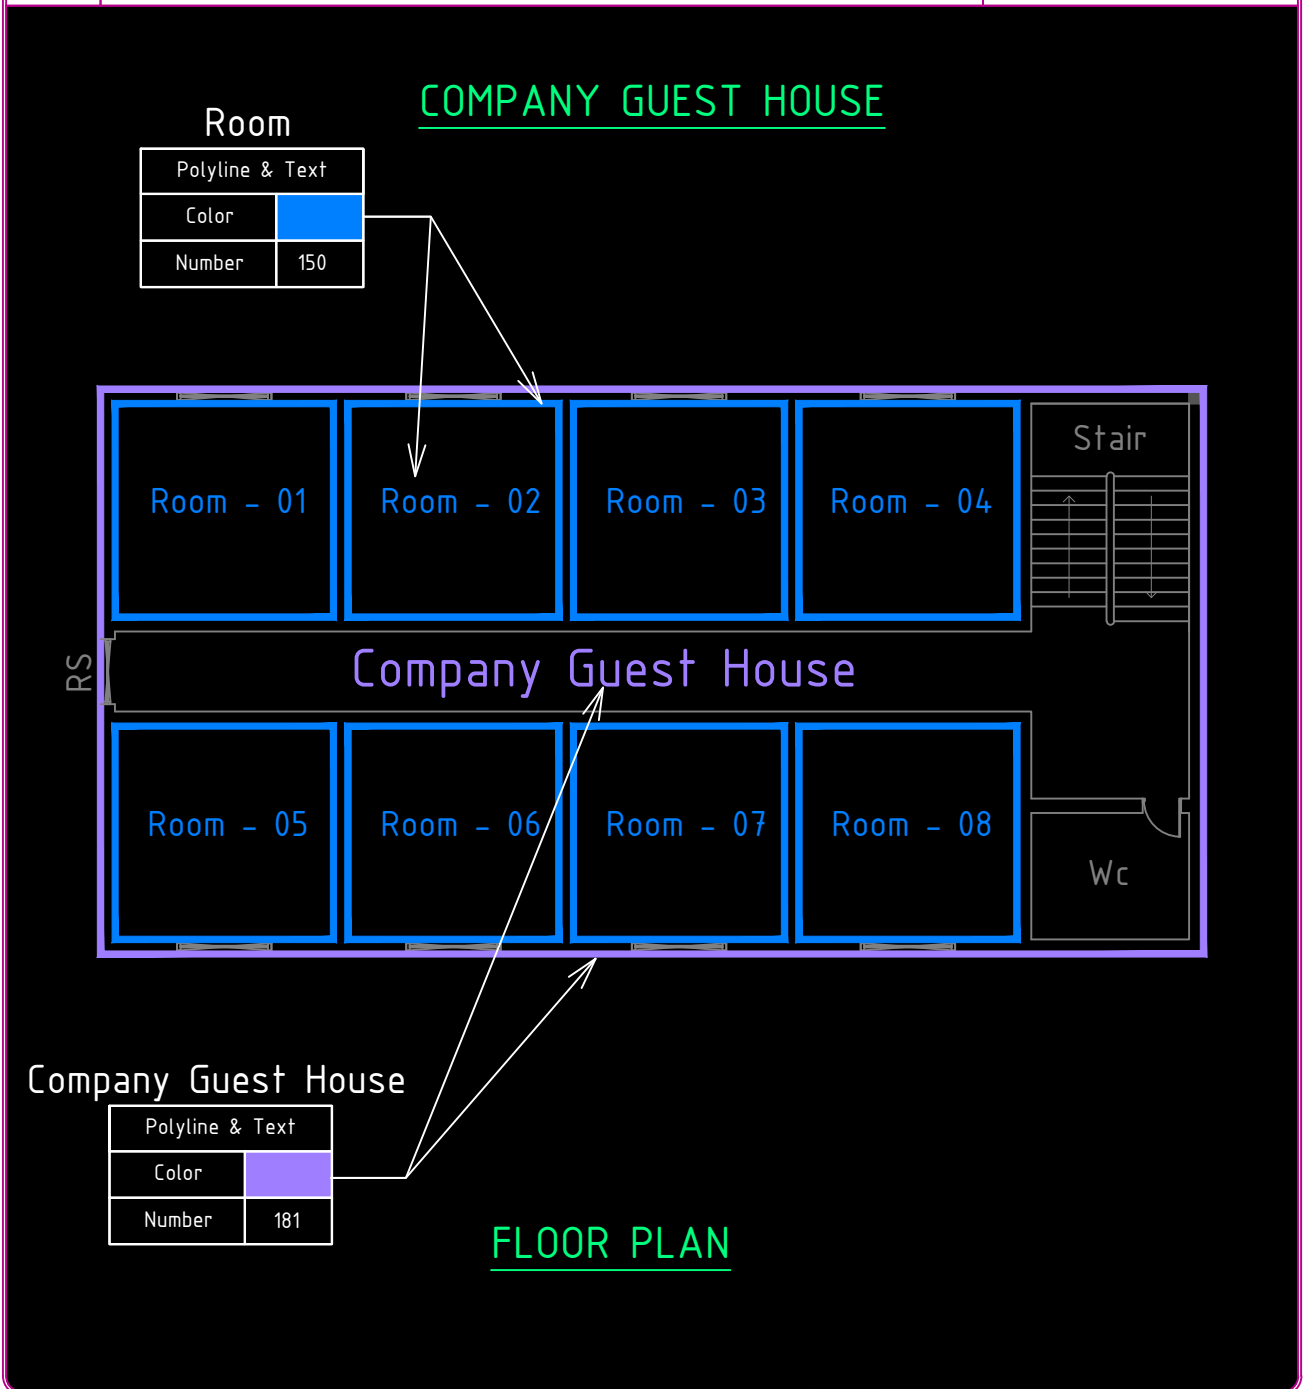 COMPANY GUEST HOUSE
Room
Polyline & Text
Color
Number 150
Stair
Room - 01 Room - 02 Room - 03 Room - 04
RS
Company Guest House
Room - 05 Room - 06 Room - 07 Room - 08
Wc
Company Guest House
Polyline & Text
Color
Number 181
FLOOR PLAN